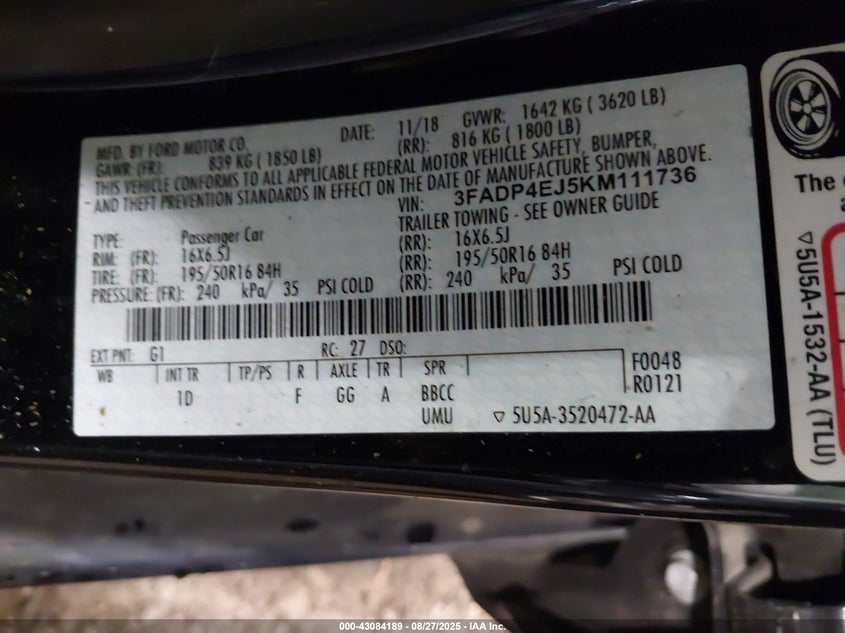 MFD. BY FORD MOTOR CO.
DATE: 11/18 GVWR: 1642 KG ( 3620 LB)
GAWR: (FR): 839 KG ( 1850 LB) (RR): 816 KG ( 1800 LB)
THIS VEHICLE CONFORMS TO ALL APPLICABLE FEDERAL MOTOR VEHICLE SAFETY, BUMPER,
AND THEFT PREVENTION STANDARDS IN EFFECT ON THE DATE OF MANUFACTURE SHOWN ABOVE.
VIN: 3FADP4EJ5KM111736
TRAILER TOWING - SEE OWNER GUIDE
TYPE: Passenger Car
RIM: (FR): 16X6.5J (RR): 16X6.5J
TIRE: (FR): 195/50R16 84H (RR): 195/50R16 84H
PRESSURE: (FR): 240 kPa/ 35 PSI COLD (RR): 240 kPa/ 35 PSI COLD
EXT PNT: G1 RC: 27 DSO:
WB INT TR TP/PS R AXLE TR SPR
F0048
1D F GG A BBCC
R0121
UMU ▽ 5U5A-3520472-AA
The
▽5U5A-1532-AA (TLU)
000-43084189 | 08/27/2025 - IAA Inc.